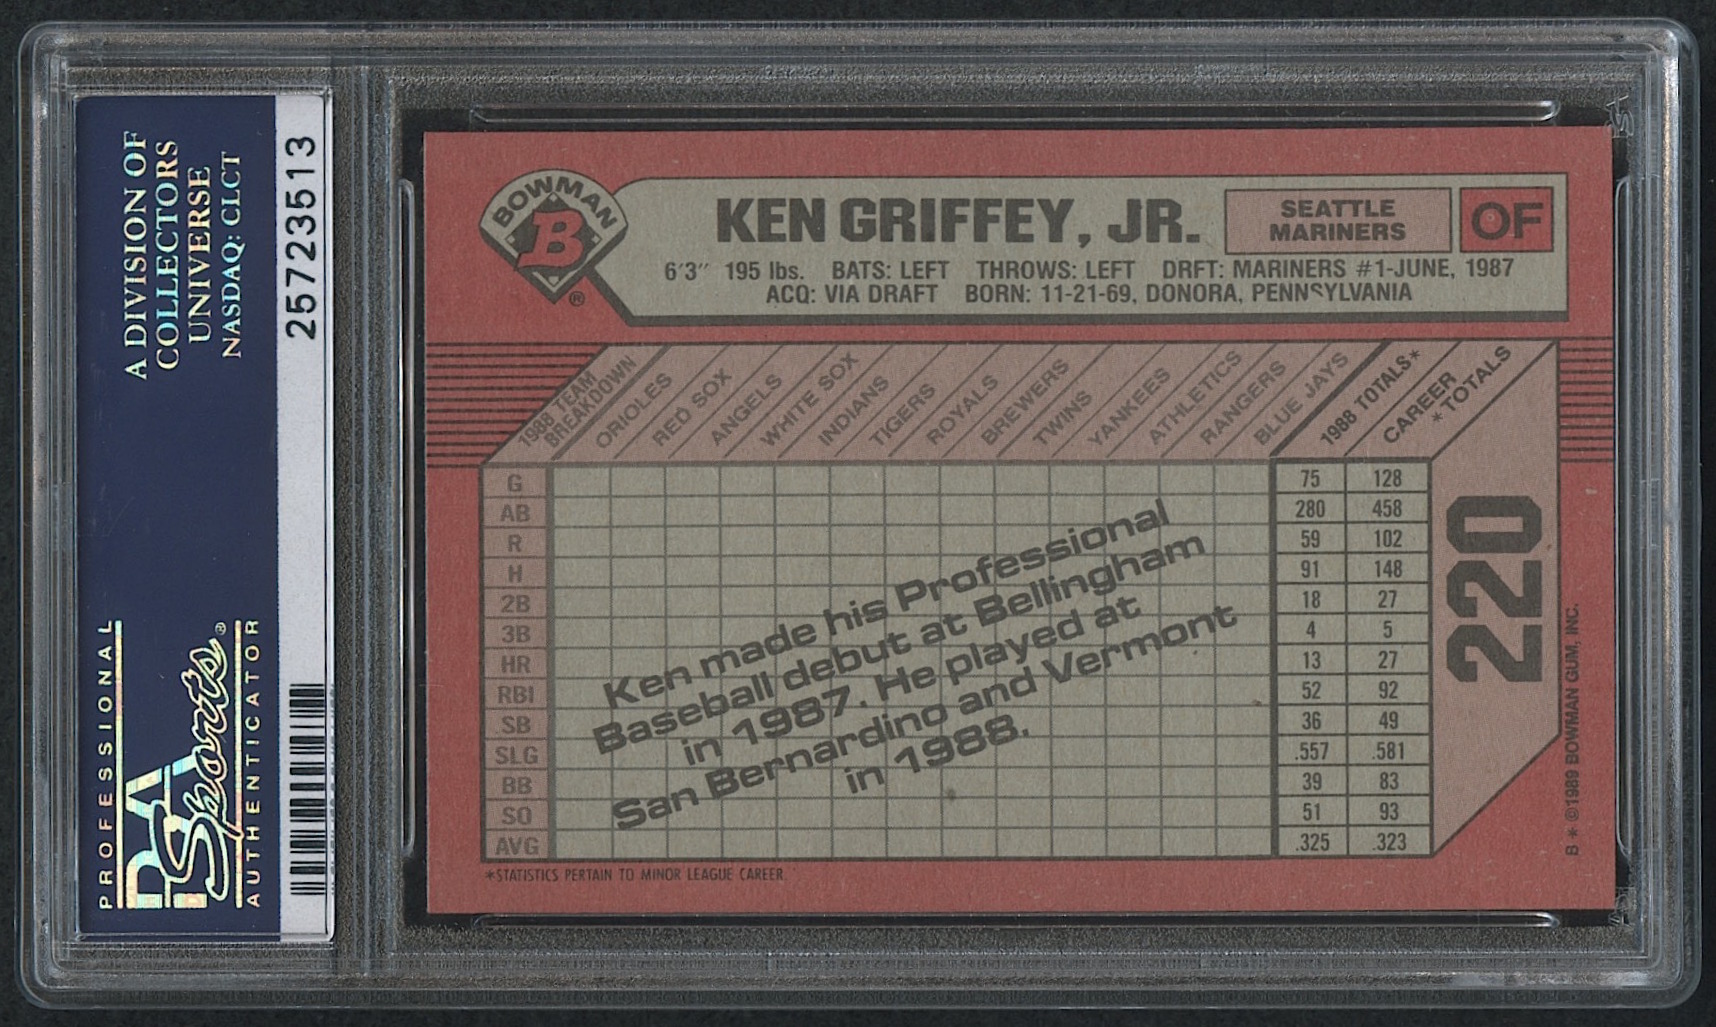 A DIVISION OF
COLLECTORS
UNIVERSE
NASDAQ: CLCT
25723513
PROFESSIONAL
PSA
Sports®
AUTHENTICATOR
BOWMAN
B
®
KEN GRIFFEY, JR.
SEATTLE
MARINERS
OF
6'3" 195 lbs. BATS: LEFT THROWS: LEFT DRFT: MARINERS #1-JUNE, 1987
ACQ: VIA DRAFT BORN: 11-21-69, DONORA, PENNSYLVANIA
1988 TEAM
BREAKDOWN
ORIOLES
RED SOX
ANGELS
WHITE SOX
INDIANS
TIGERS
ROYALS
BREWERS
TWINS
YANKEES
ATHLETICS
RANGERS
BLUE JAYS
1988 TOTALS*
CAREER
*TOTALS
G 75 128
AB 280 458
R 59 102
H 91 148
2B 18 27
3B 4 5
HR 13 27
RBI 52 92
SB 36 49
SLG .557 .581
BB 39 83
SO 51 93
AVG .325 .323
Ken made his Professional
Baseball debut at Bellingham
in 1987. He played at
San Bernardino and Vermont
in 1988.
220
*STATISTICS PERTAIN TO MINOR LEAGUE CAREER.
B * ©1989 BOWMAN GUM, INC.